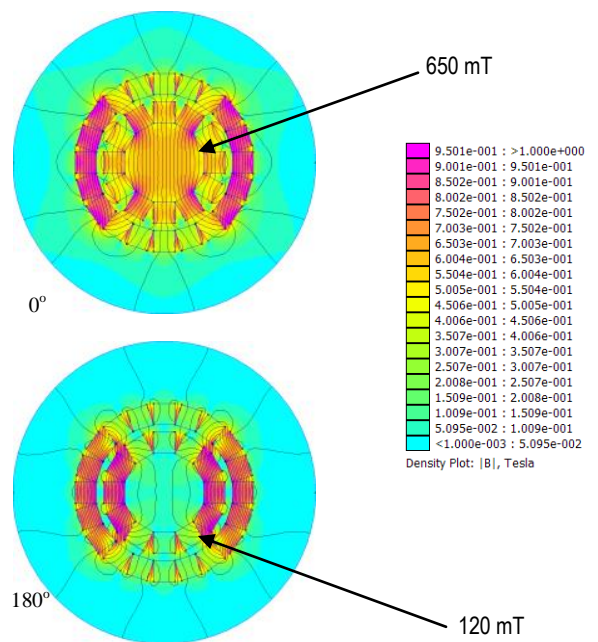 650 mT
9.501e-001 : >1.000e+000
9.001e-001 : 9.501e-001
8.502e-001 : 9.001e-001
8.002e-001 : 8.502e-001
7.502e-001 : 8.002e-001
7.003e-001 : 7.502e-001
6.503e-001 : 7.003e-001
6.004e-001 : 6.503e-001
5.504e-001 : 6.004e-001
5.005e-001 : 5.504e-001
4.506e-001 : 5.005e-001
4.006e-001 : 4.506e-001
3.507e-001 : 4.006e-001
3.007e-001 : 3.507e-001
2.507e-001 : 3.007e-001
2.008e-001 : 2.507e-001
1.509e-001 : 2.008e-001
1.009e-001 : 1.509e-001
5.095e-002 : 1.009e-001
<1.000e-003 : 5.095e-002
Density Plot: |B|, Tesla
0°
180°
120 mT